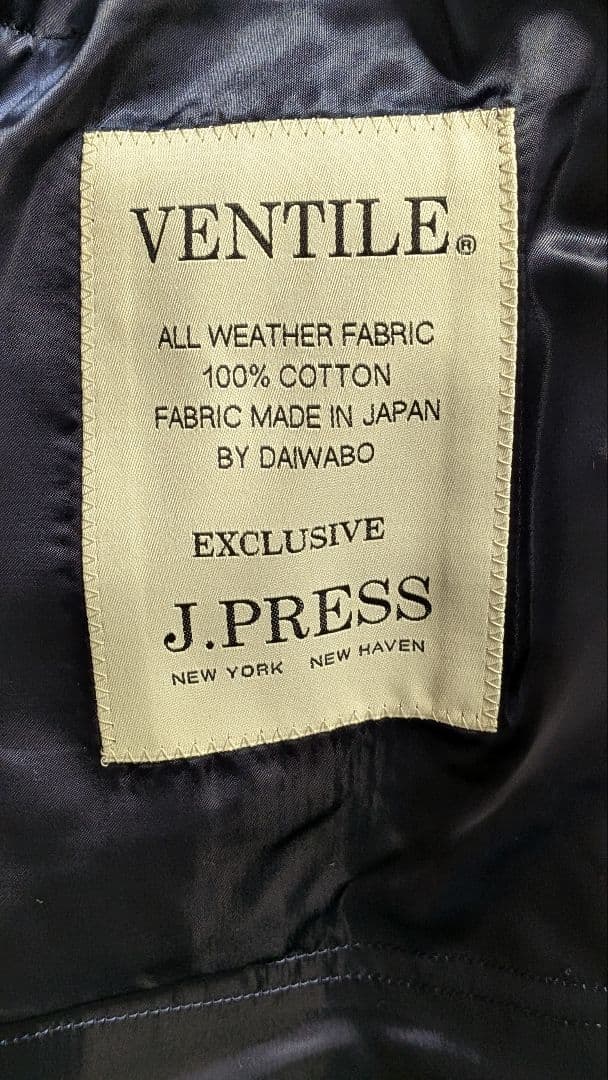 VENTILE®
ALL WEATHER FABRIC
100% COTTON
FABRIC MADE IN JAPAN
BY DAIWABO
EXCLUSIVE
J.PRESS
NEW YORK NEW HAVEN